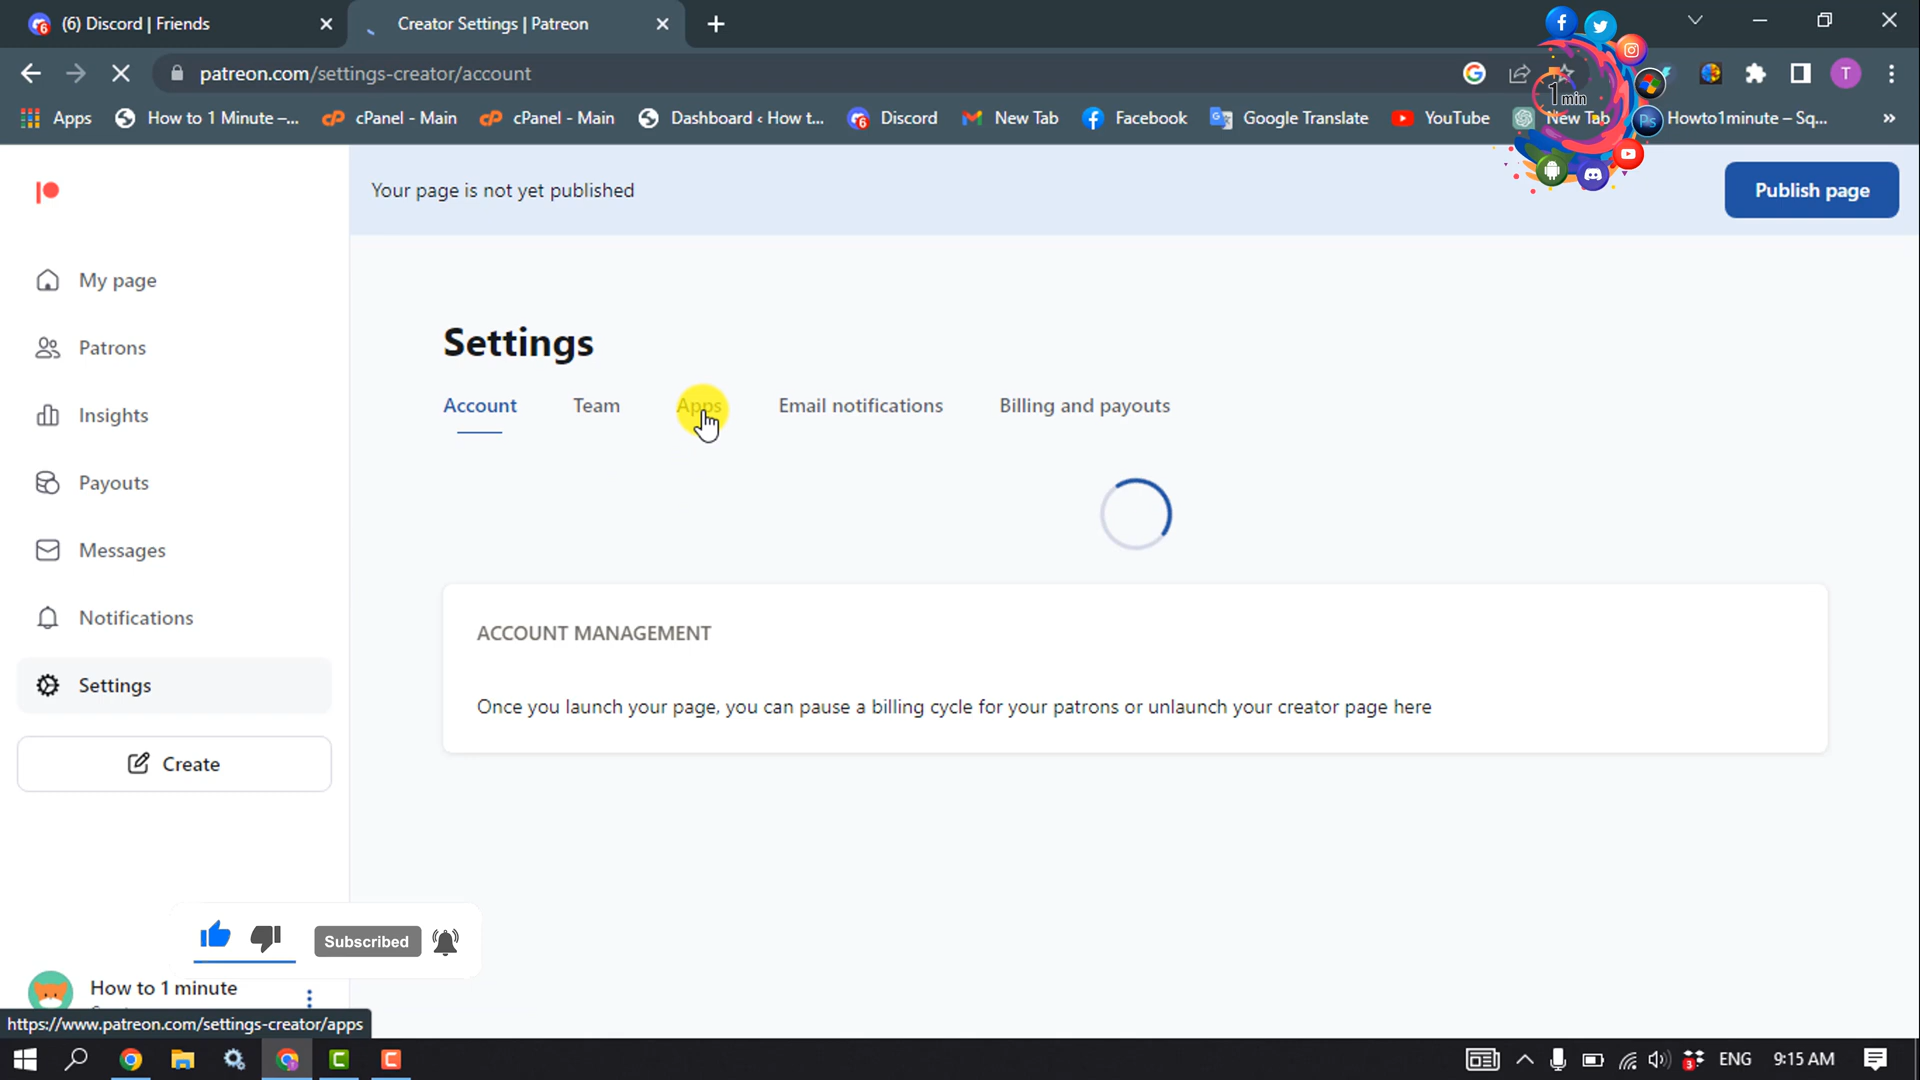 (6) Discord | Friends
Creator Settings | Patreon
patreon.com/settings-creator/account
T
Apps
How to 1 Minute –...
cPanel - Main
cPanel - Main
Dashboard ‹ How t...
Discord
New Tab
Facebook
Google Translate
YouTube
New Tab
Howto1minute – Sq...
1 min
Ps
Your page is not yet published
Publish page
My page
Patrons
Insights
Payouts
Messages
Notifications
Settings
Create
Settings
Account
Team
Apps
Email notifications
Billing and payouts
ACCOUNT MANAGEMENT
Once you launch your page, you can pause a billing cycle for your patrons or unlaunch your creator page here
Subscribed
How to 1 minute
https://www.patreon.com/settings-creator/apps
ENG
9:15 AM